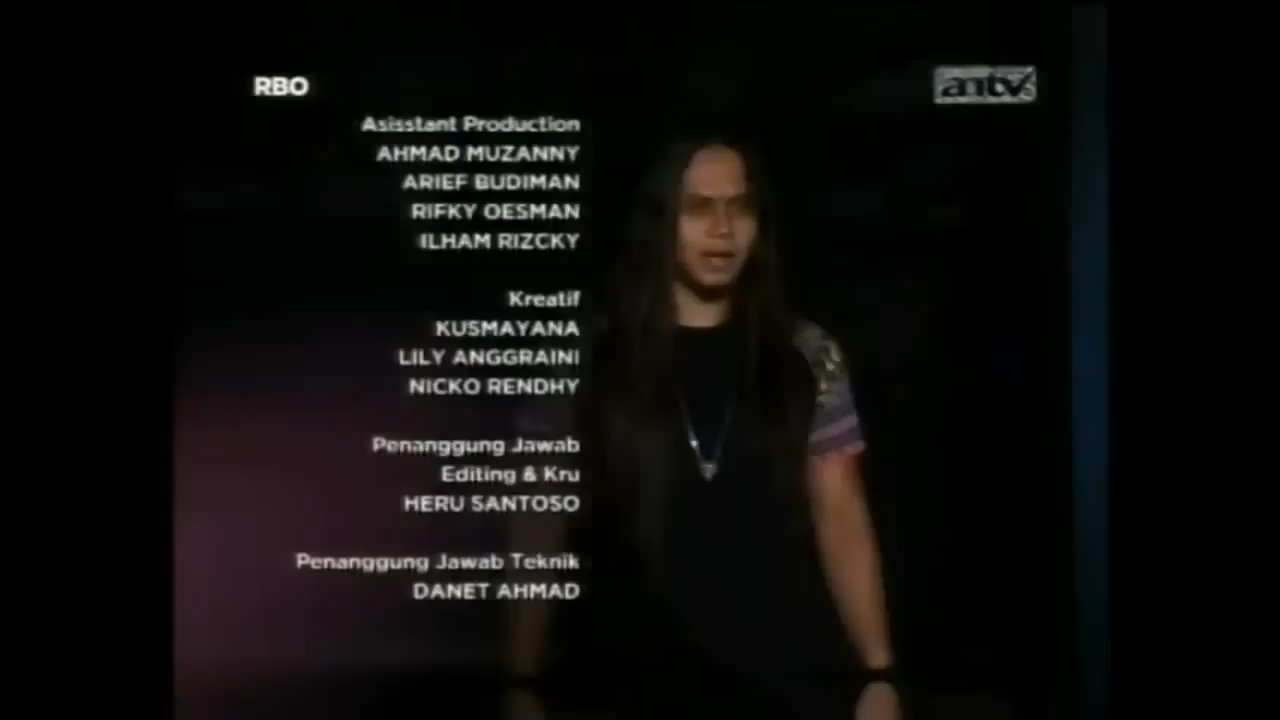 RBO
antv
Asisstant Production
AHMAD MUZANNY
ARIEF BUDIMAN
RIFKY OESMAN
ILHAM RIZCKY
Kreatif
KUSMAYANA
LILY ANGGRAINI
NICKO RENDHY
Penanggung Jawab
Editing & Kru
HERU SANTOSO
Penanggung Jawab Teknik
DANET AHMAD